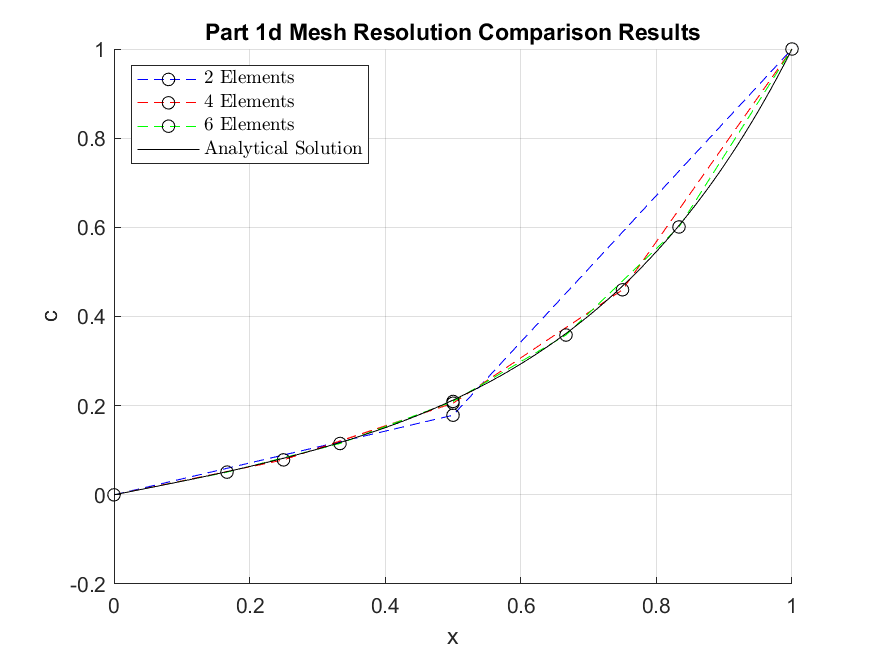 Part 1d Mesh Resolution Comparison Results
2 Elements
4 Elements
6 Elements
Analytical Solution
1
0.8
0.6
0.4
0.2
0
-0.2
c
0 0.2 0.4 0.6 0.8 1
x